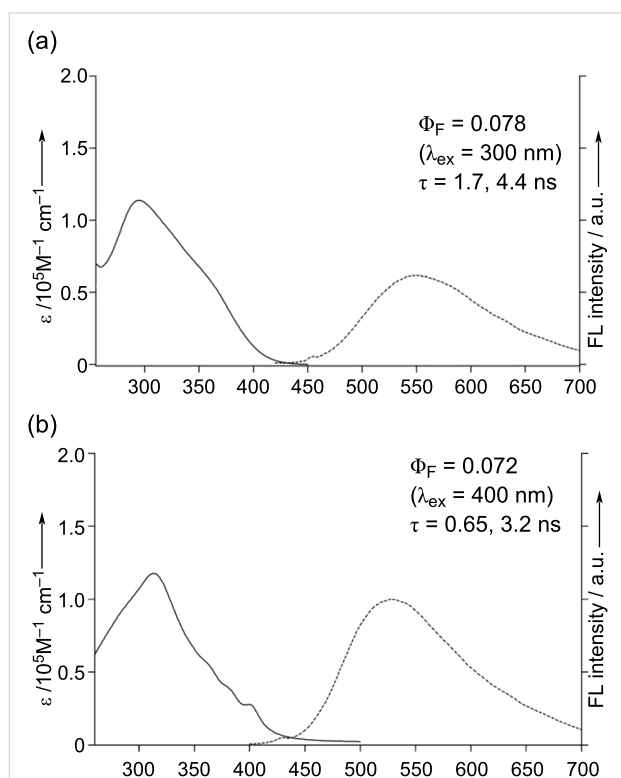 (a)
2.0
1.5
1.0
0.5
0
ε /10⁵M⁻¹ cm⁻¹
ΦF = 0.078
(λex = 300 nm)
τ = 1.7, 4.4 ns
FL intensity / a.u.
300 350 400 450 500 550 600 650 700
(b)
2.0
1.5
1.0
0.5
0
ε /10⁵M⁻¹ cm⁻¹
ΦF = 0.072
(λex = 400 nm)
τ = 0.65, 3.2 ns
FL intensity / a.u.
300 350 400 450 500 550 600 650 700